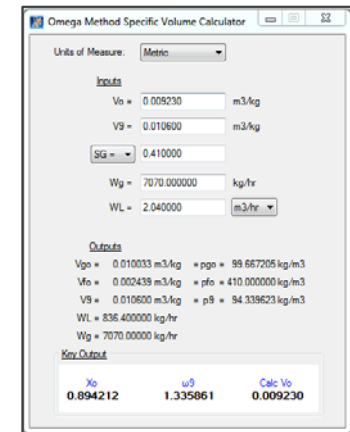 Omega Method Specific Volume Calculator
Units of Measure: Metric
Inputs
Vo = 0.009230 m3/kg
V9 = 0.010600 m3/kg
SG = 0.410000
Wg = 7070.000000 kg/hr
WL = 2.040000 m3/hr
Outputs
Vgo = 0.010033 m3/kg = pgo = 99.667205 kg/m3
Vfo = 0.002439 m3/kg = pfo = 410.000000 kg/m3
V9 = 0.010600 m3/kg = p9 = 94.339623 kg/m3
WL = 836.400000 kg/hr
Wg = 7070.00000 kg/hr
Key Output
Xo ω9 Calc Vo
0.894212 1.335861 0.009230